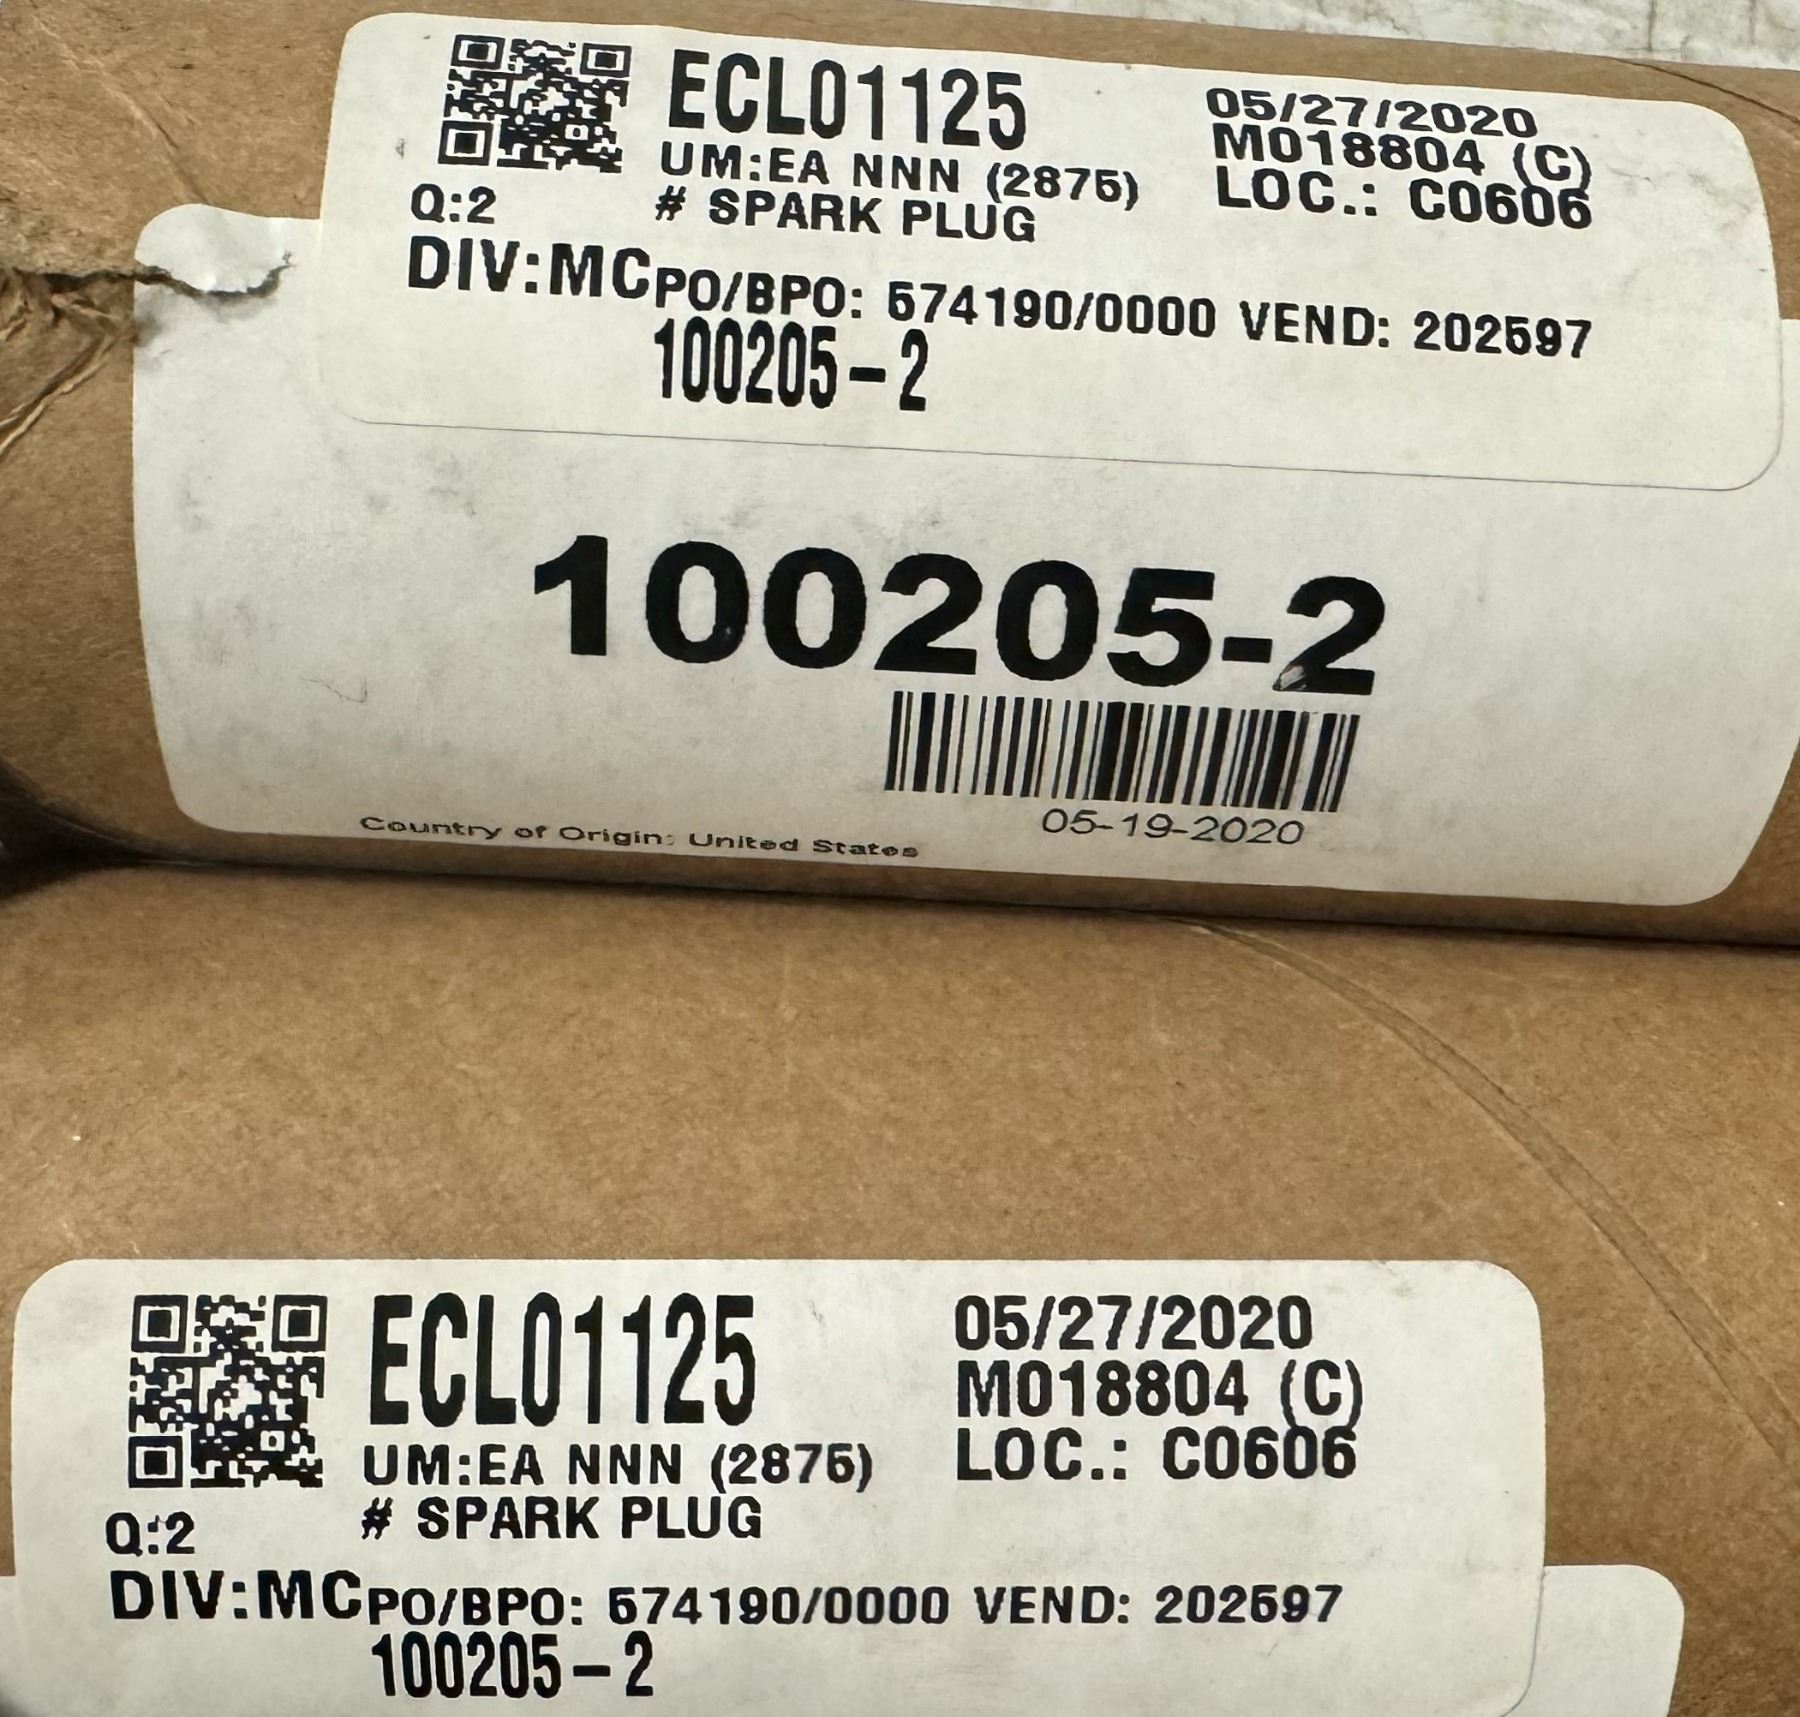 ECL01125
05/27/2020
M018804 (C)
UM:EA NNN (2875)
LOC.: C0606
Q:2
# SPARK PLUG
DIV:MC
PO/BPO: 574190/0000 VEND: 202597
100205-2
100205-2
05-19-2020
Country of Origin: United States
ECL01125
05/27/2020
M018804 (C)
UM:EA NNN (2875)
LOC.: C0606
Q:2
# SPARK PLUG
DIV:MC
PO/BPO: 574190/0000 VEND: 202597
100205-2